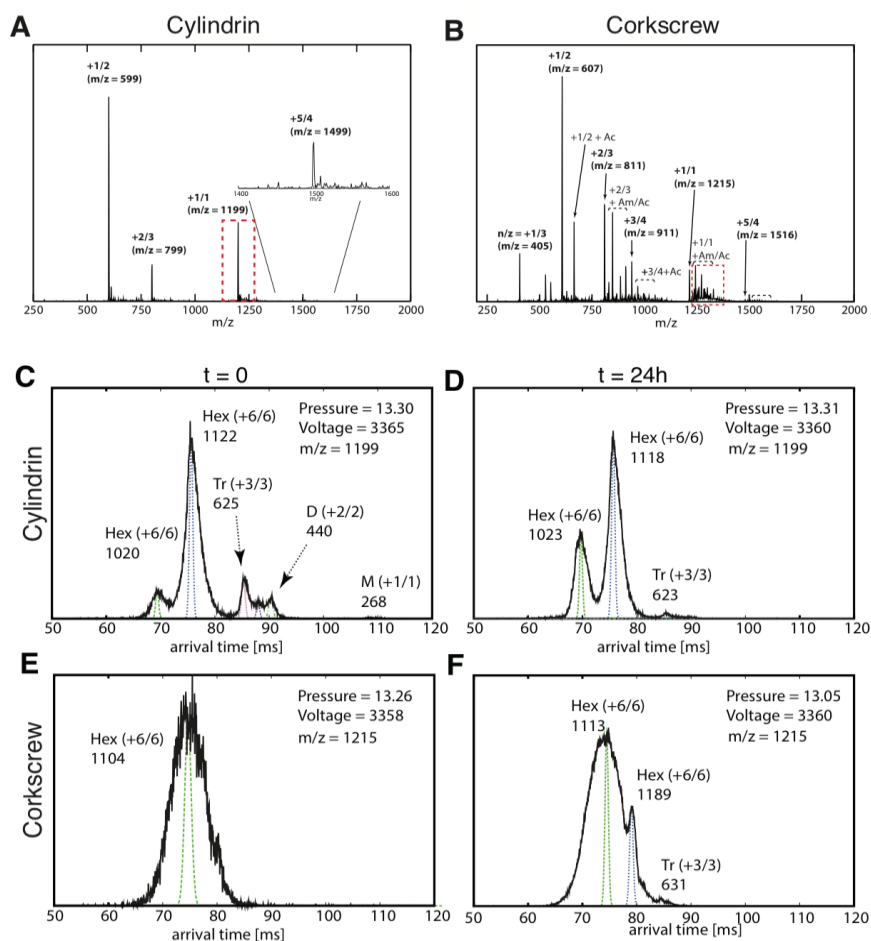 A
Cylindrin
+1/2
(m/z = 599)
+5/4
(m/z = 1499)
1400
1500
1600
m/z
+1/1
(m/z = 1199)
+2/3
(m/z = 799)
250
500
750
1000
1250
1500
1750
2000
m/z
B
Corkscrew
+1/2
(m/z = 607)
+1/2 + Ac
+2/3
(m/z = 811)
+2/3
+ Am/Ac
+1/1
(m/z = 1215)
+3/4
(m/z = 911)
n/z = +1/3
(m/z = 405)
+1/1
+Am/Ac
+5/4
(m/z = 1516)
+3/4+Ac
250
500
750
1000
1250
1500
1750
2000
m/z
C
t = 0
Cylindrin
Hex (+6/6)
1122
Pressure = 13.30
Voltage = 3365
m/z = 1199
Tr (+3/3)
625
D (+2/2)
440
Hex (+6/6)
1020
M (+1/1)
268
50
60
70
80
90
100
110
120
arrival time [ms]
D
t = 24h
Pressure = 13.31
Voltage = 3360
m/z = 1199
Hex (+6/6)
1118
Hex (+6/6)
1023
Tr (+3/3)
623
50
60
70
80
90
100
110
120
arrival time [ms]
E
Corkscrew
Pressure = 13.26
Voltage = 3358
m/z = 1215
Hex (+6/6)
1104
50
60
70
80
90
100
110
120
arrival time [ms]
F
Hex (+6/6)
1113
Pressure = 13.05
Voltage = 3360
m/z = 1215
Hex (+6/6)
1189
Tr (+3/3)
631
50
60
70
80
90
100
110
120
arrival time [ms]